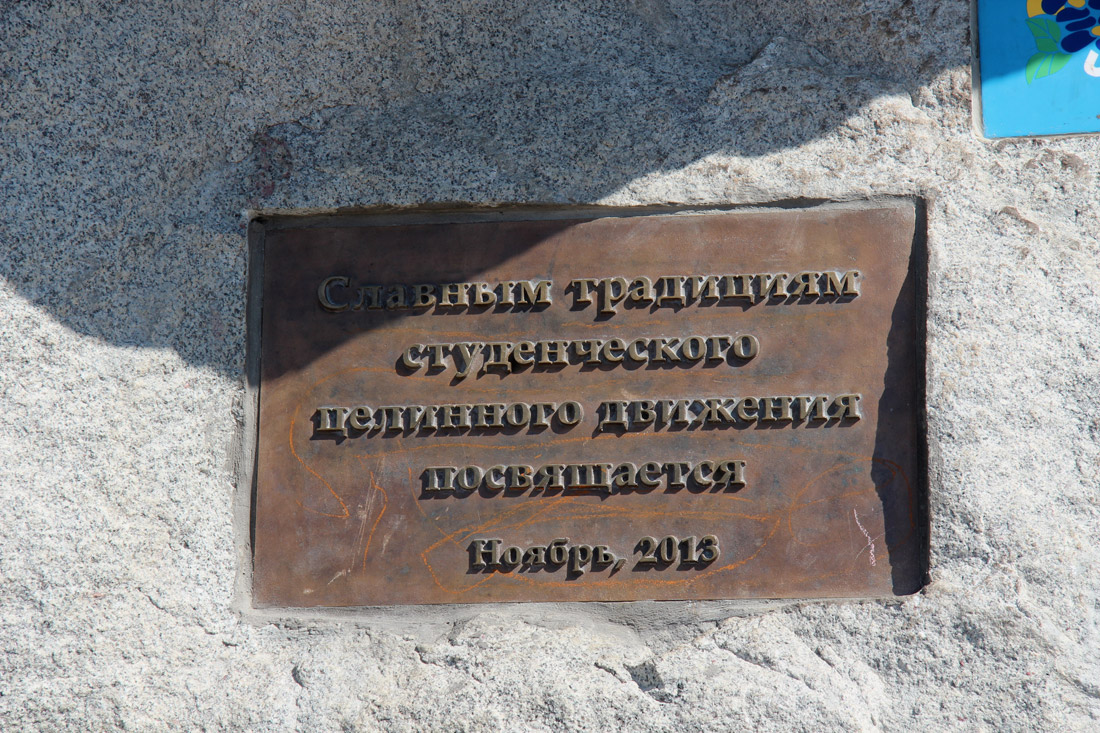 Славным традициям
студенческого
целинного движения
посвящается
Ноябрь, 2013